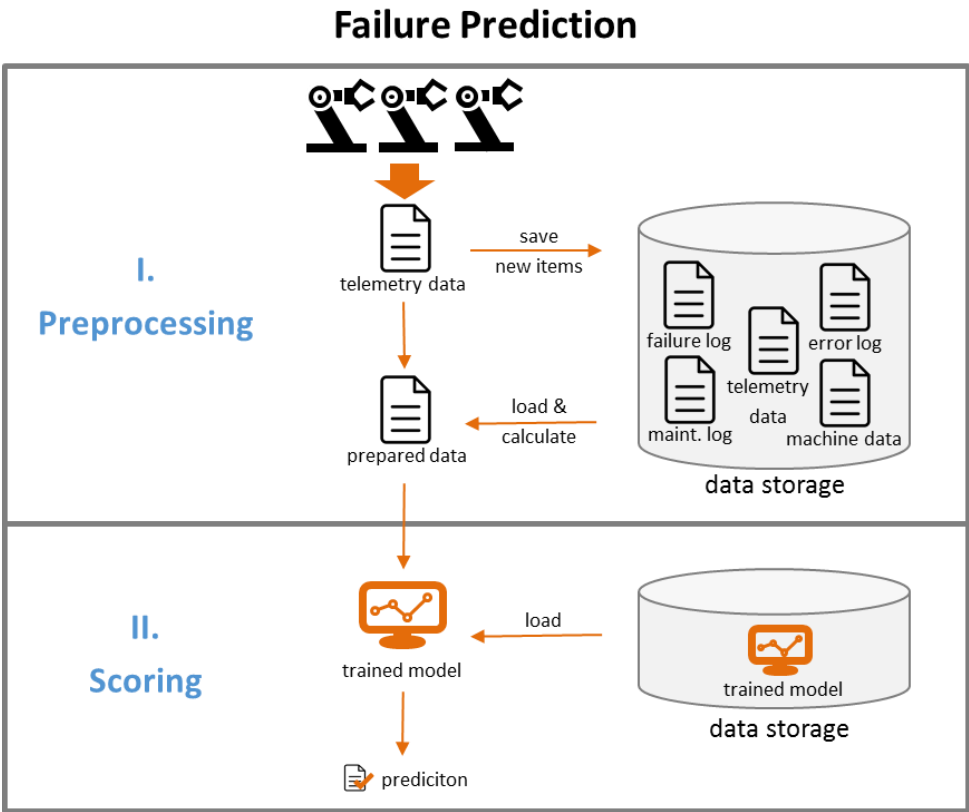 Failure Prediction
I.
Preprocessing
telemetry data
save
new items
failure log
error log
telemetry
data
maint. log
machine data
data storage
load &
calculate
prepared data
II.
Scoring
trained model
load
trained model
data storage
prediciton